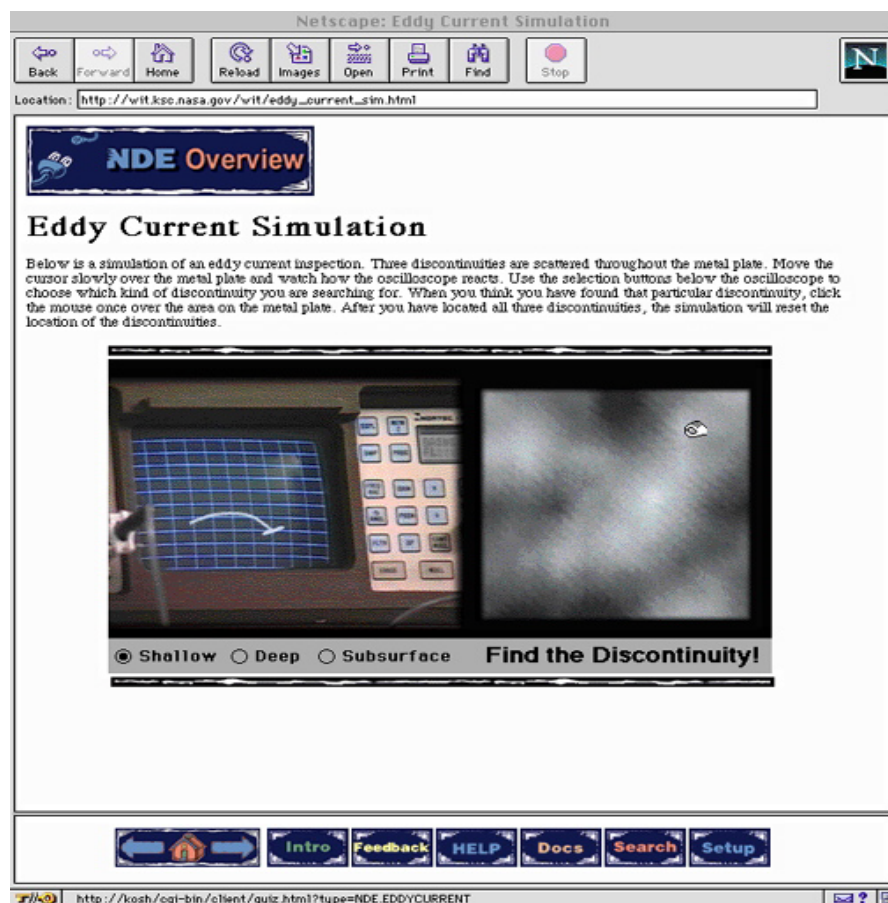 Netscape: Eddy Current Simulation
Back Forward Home Reload Images Open Print Find Stop
N
Location: http://wit.ksc.nasa.gov/wit/eddy_current_sim.html
NDE Overview
Eddy Current Simulation
Below is a simulation of an eddy current inspection. Three discontinuities are scattered throughout the metal plate. Move the
cursor slowly over the metal plate and watch how the oscilloscope reacts. Use the selection buttons below the oscilloscope to
choose which kind of discontinuity you are searching for. When you think you have found that particular discontinuity, click
the mouse once over the area on the metal plate. After you have located all three discontinuities, the simulation will reset the
location of the discontinuities.
Shallow Deep Subsurface Find the Discontinuity!
Intro Feedback HELP Docs Search Setup
http://kosh/cgi-bin/client/quiz.html?type=NDE.EDDYCURRENT